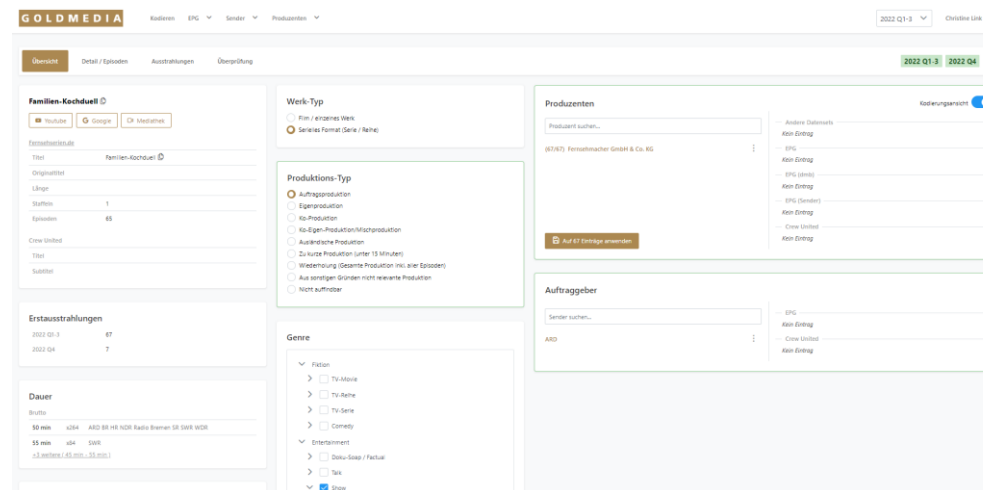 GOLDMEDIA
Kodieren
EPG
Sender
Produzenten
2022 Q1-3
Christine Link
Übersicht
Detail / Episoden
Ausstrahlungen
Überprüfung
2022 Q1-3
2022 Q4
Familien-Kochduell
Youtube
Google
Mediathek
Fernsehserien.de
Titel Familien-Kochduell
Originaltitel
Länge
Staffeln 1
Episoden 65
Crew United
Titel
Subtitel
Erstausstrahlungen
2022 Q1-3 67
2022 Q4 7
Dauer
Brutto
50 min x264 ARD BR HR NDR Radio Bremen SR SWR WDR
55 min x64 SWR
+3 weitere ( 45 min - 55 min )
Werk-Typ
Film / einzelnes Werk
Serielles Format (Serie / Reihe)
Produktions-Typ
Auftragsproduktion
Eigenproduktion
Ko-Produktion
Ko-Eigen-Produktion/Mischproduktion
Ausländische Produktion
Zu kurze Produktion (unter 15 Minuten)
Wiederholung (Gesamte Produktion inkl. aller Episoden)
Aus sonstigen Gründen nicht relevante Produktion
Nicht auffindbar
Genre
Fiktion
TV-Movie
TV-Reihe
TV-Serie
Comedy
Entertainment
Doku-Soap / Factual
Talk
Show
Produzenten
Kodierungsansicht
Produzent suchen...
(67/67) Fernsehmacher GmbH & Co. KG
Auf 67 Einträge anwenden
Andere Datensets
Kein Eintrag
EPG
Kein Eintrag
EPG (dmb)
Kein Eintrag
EPG (Sender)
Kein Eintrag
Crew United
Kein Eintrag
Auftraggeber
Sender suchen...
ARD
EPG
Kein Eintrag
Crew United
Kein Eintrag